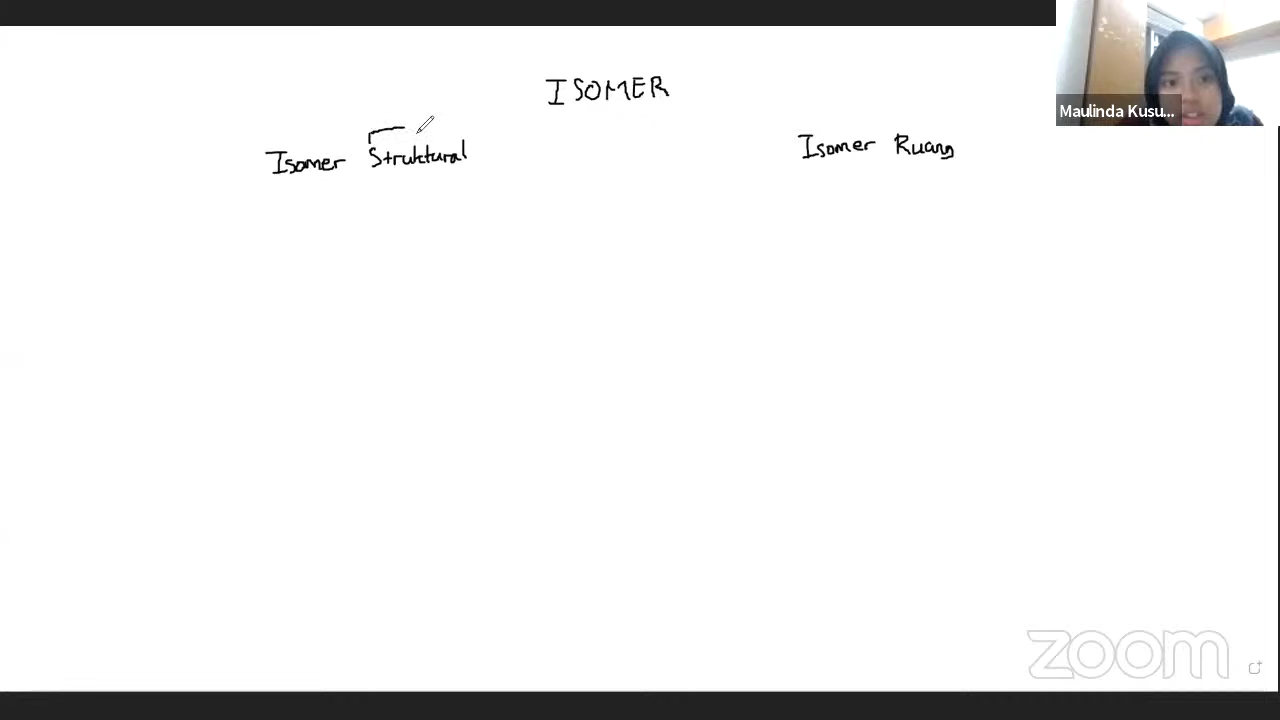 ISOMER
Maulinda Kusu...
Isomer Struktural
Isomer Ruang
zoom